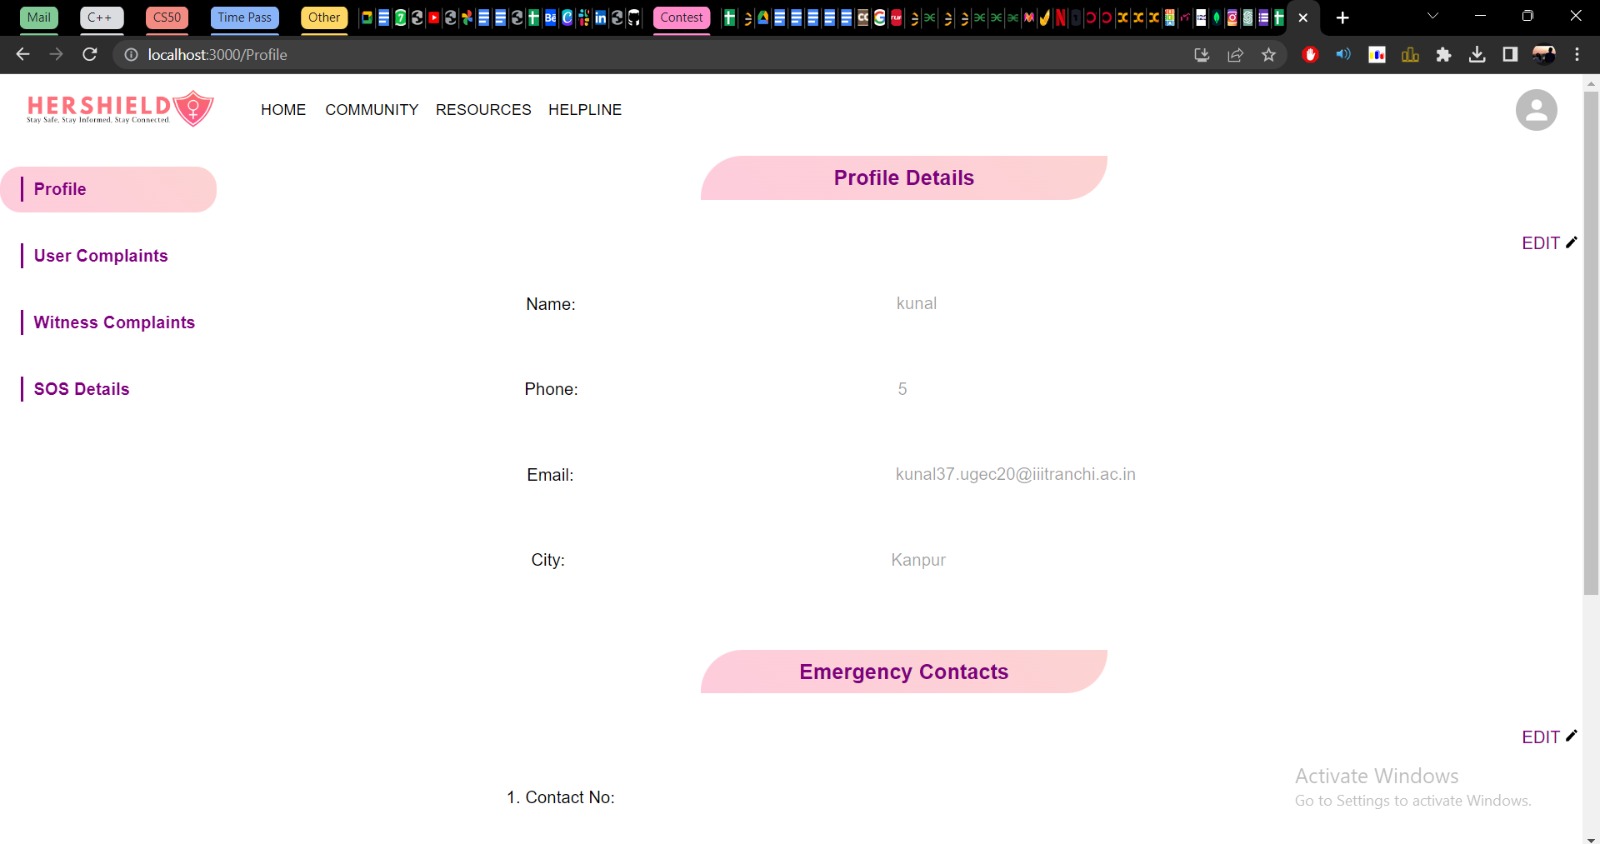 Mail C++ CS50 Time Pass Other Contest
localhost:3000/Profile
HERSHIELD
Stay Safe, Stay Informed, Stay Connected.
HOME COMMUNITY RESOURCES HELPLINE
Profile Details
Profile
EDIT
User Complaints
Name: kunal
Witness Complaints
SOS Details
Phone: 5
Email: kunal37.ugec20@iiitranchi.ac.in
City: Kanpur
Emergency Contacts
EDIT
Activate Windows
Go to Settings to activate Windows.
1. Contact No: